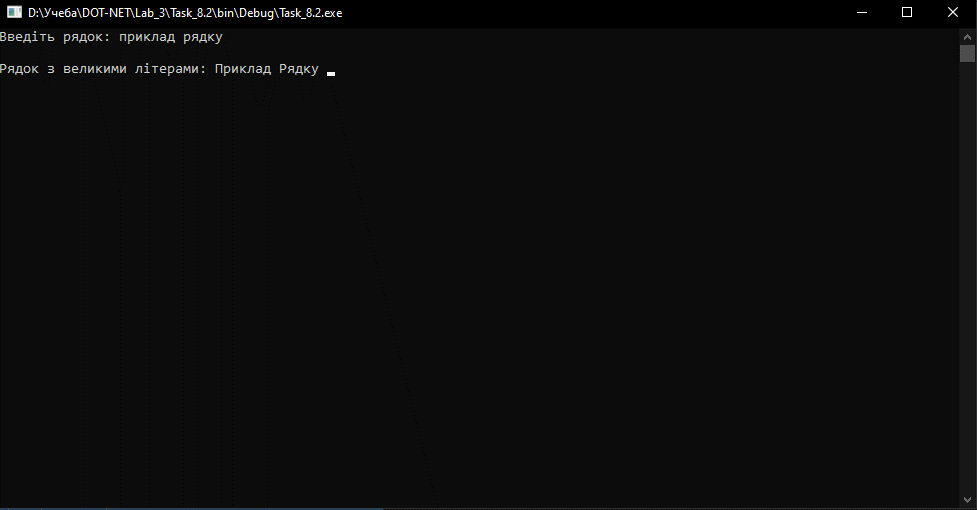 D:\Учеба\DOT-NET\Lab_3\Task_8.2\bin\Debug\Task_8.2.exe
Введіть рядок: приклад рядку
Рядок з великими літерами: Приклад Рядку